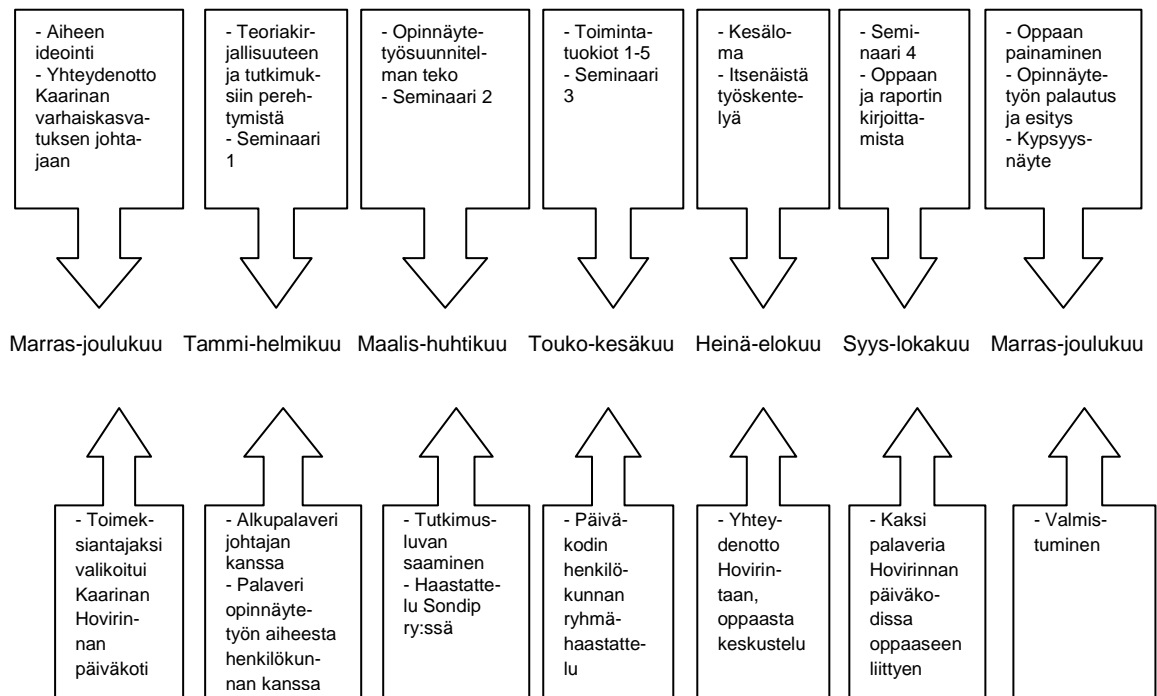 - Aiheen
ideointi
- Yhteydenotto
Kaarinan
varhaiskasva-
tuksen johta-
jaan
- Teoriakir-
jallisuuteen
ja tutkimuk-
siin pereh-
tymistä
- Seminaari
1
- Opinnäyte-
työsuunnitel-
man teko
- Seminaari 2
- Toiminta-
tuokiot 1-5
- Seminaari
3
- Kesälo-
ma
- Itsenäistä
työskente-
lyä
- Semi-
naari 4
- Oppaan
ja raportin
kirjoitta-
mista
- Oppaan
painaminen
- Opinnäyte-
työn palautus
ja esitys
- Kypsyys-
näyte
Marras-joulukuu Tammi-helmikuu Maalis-huhtikuu Touko-kesäkuu Heinä-elokuu Syys-lokakuu Marras-joulukuu
- Toimek-
siantajaksi
valikoitui
Kaarinan
Hovirin-
nan
päiväkoti
- Alkupalaveri
johtajan
kanssa
- Palaveri
opinnäyte-
työn aiheesta
henkilökun-
nan kanssa
- Tutkimus-
luvan
saaminen
- Haastatte-
lu Sondip
ry:ssä
- Päivä-
kodin
henkilö-
kunnan
ryhmä-
haastatte-
lu
- Yhtey-
denotto
Hovirin-
taan,
oppaasta
keskustelu
- Kaksi
palaveria
Hovirinnan
päiväko-
dissa
oppaaseen
liittyen
- Valmis-
tuminen